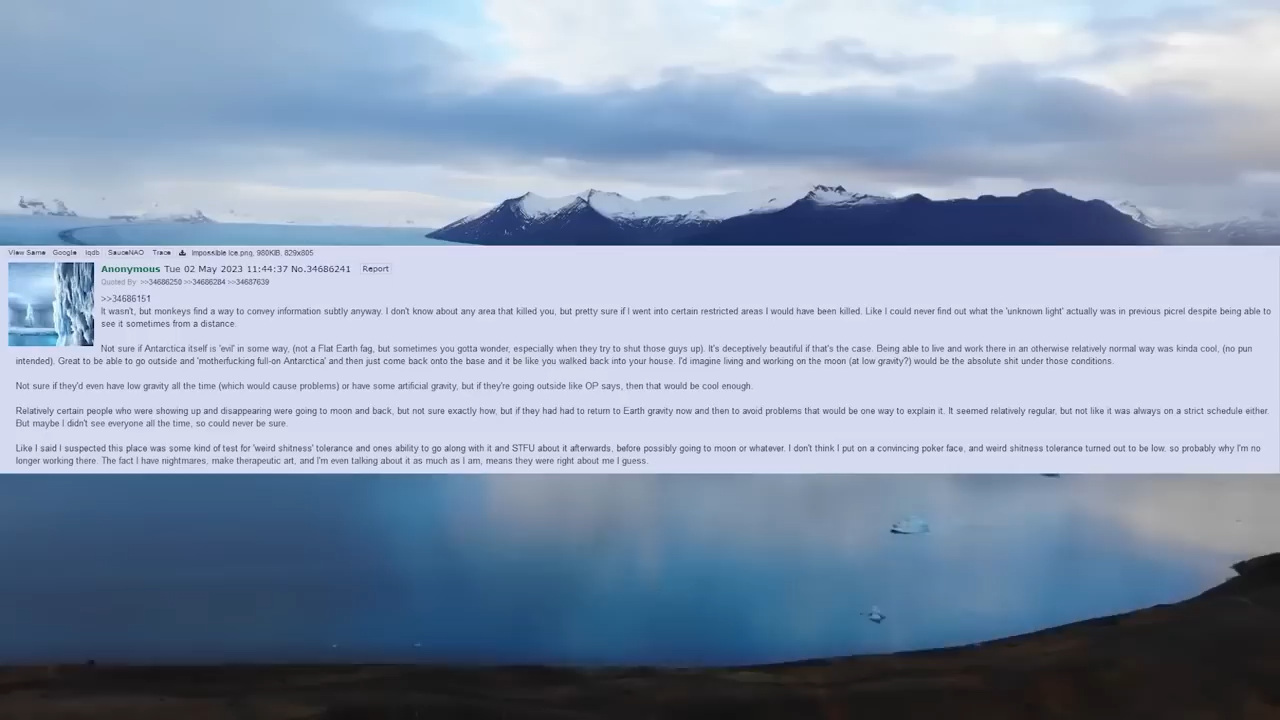 View Same Google iqdb SauceNAO Trace Impossible Ice.png, 980KIB, 829x805
Anonymous Tue 02 May 2023 11:44:37 No.34686241 Report
Quoted By: >>34686250 >>34686284 >>34687639
>>34686151
It wasn't, but monkeys find a way to convey information subtly anyway. I don't know about any area that killed you, but pretty sure if I went into certain restricted areas I would have been killed. Like I could never find out what the 'unknown light' actually was in previous picrel despite being able to
see it sometimes from a distance.
Not sure if Antarctica itself is 'evil' in some way, (not a Flat Earth fag, but sometimes you gotta wonder, especially when they try to shut those guys up). It's deceptively beautiful if that's the case. Being able to live and work there in an otherwise relatively normal way was kinda cool, (no pun
intended). Great to be able to go outside and 'motherfucking full-on Antarctica' and then just come back onto the base and it be like you walked back into your house. I'd imagine living and working on the moon (at low gravity?) would be the absolute shit under those conditions.
Not sure if they'd even have low gravity all the time (which would cause problems) or have some artificial gravity, but if they're going outside like OP says, then that would be cool enough.
Relatively certain people who were showing up and disappearing were going to moon and back, but not sure exactly how, but if they had had to return to Earth gravity now and then to avoid problems that would be one way to explain it. It seemed relatively regular, but not like it was always on a strict schedule either.
But maybe I didn't see everyone all the time, so could never be sure.
Like I said I suspected this place was some kind of test for 'weird shitness' tolerance and ones ability to go along with it and STFU about it afterwards, before possibly going to moon or whatever. I don't think I put on a convincing poker face, and weird shitness tolerance turned out to be low, so probably why I'm no
longer working there. The fact I have nightmares, make therapeutic art, and I'm even talking about it as much as I am, means they were right about me I guess.